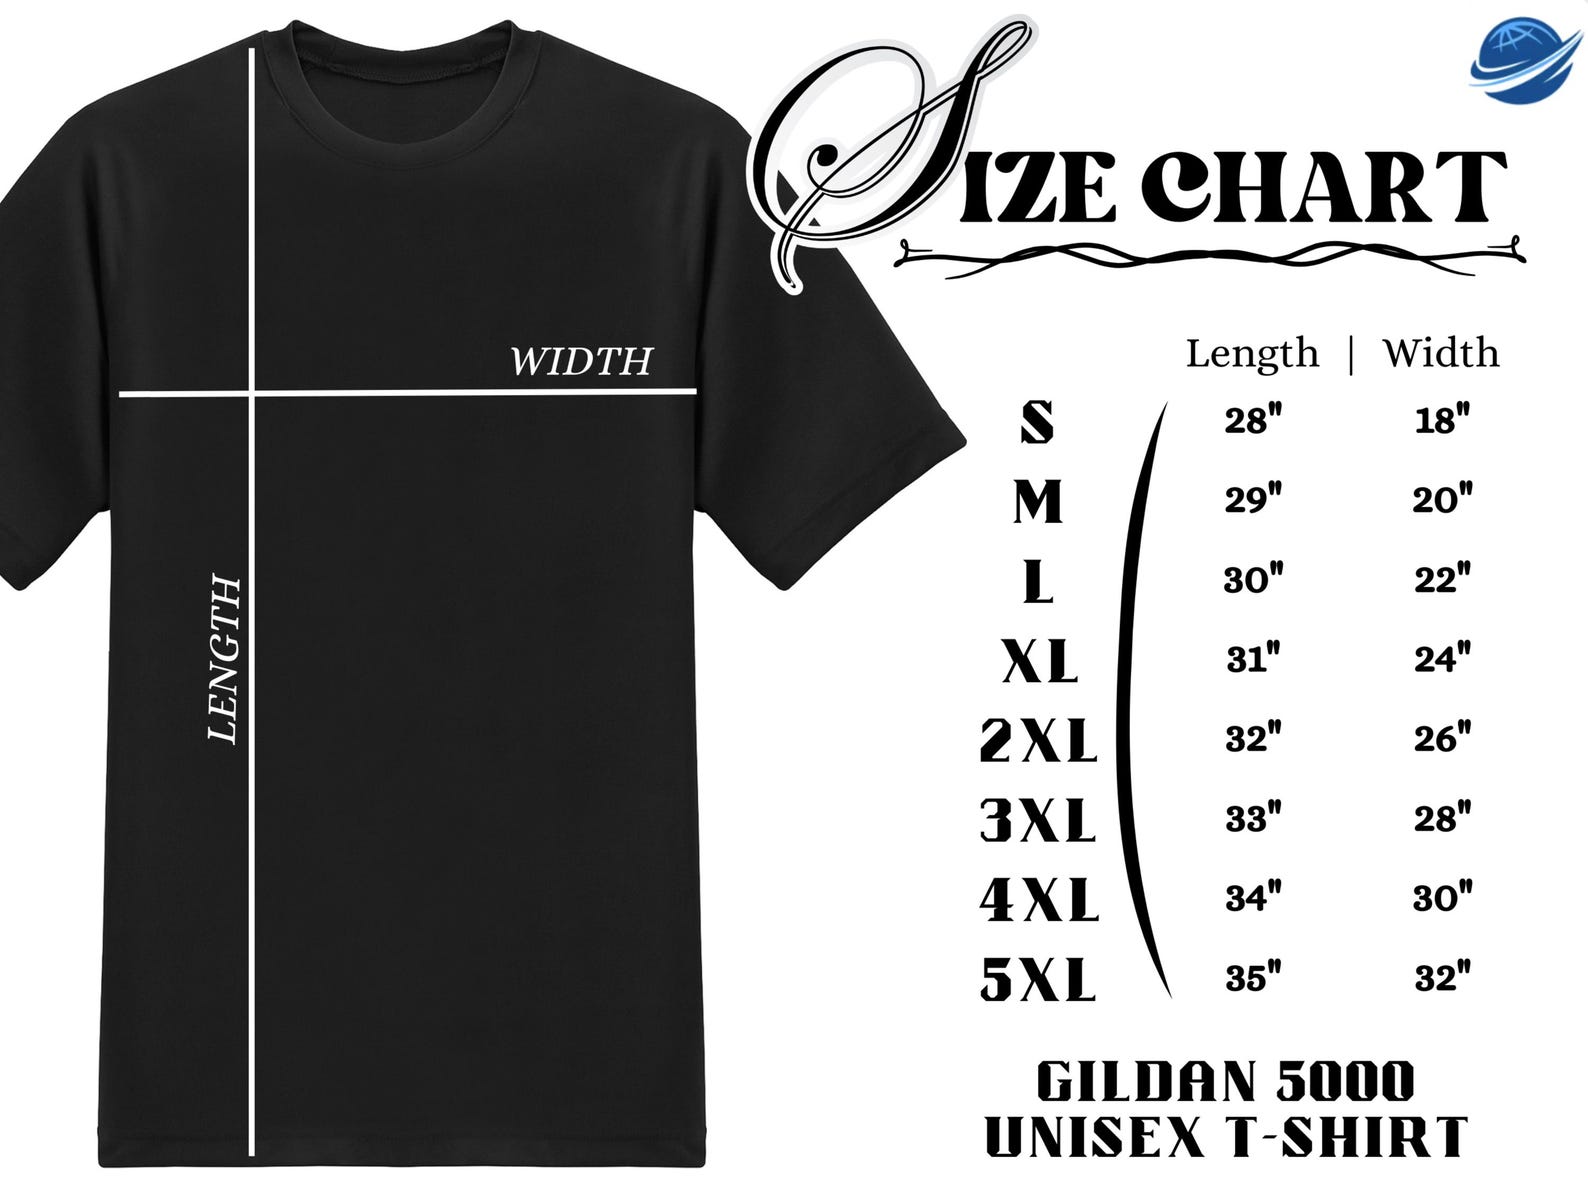 SIZE CHART
WIDTH
LENGTH
Length | Width
S 28" 18"
M 29" 20"
L 30" 22"
XL 31" 24"
2XL 32" 26"
3XL 33" 28"
4XL 34" 30"
5XL 35" 32"
GILDAN 5000
UNISEX T-SHIRT